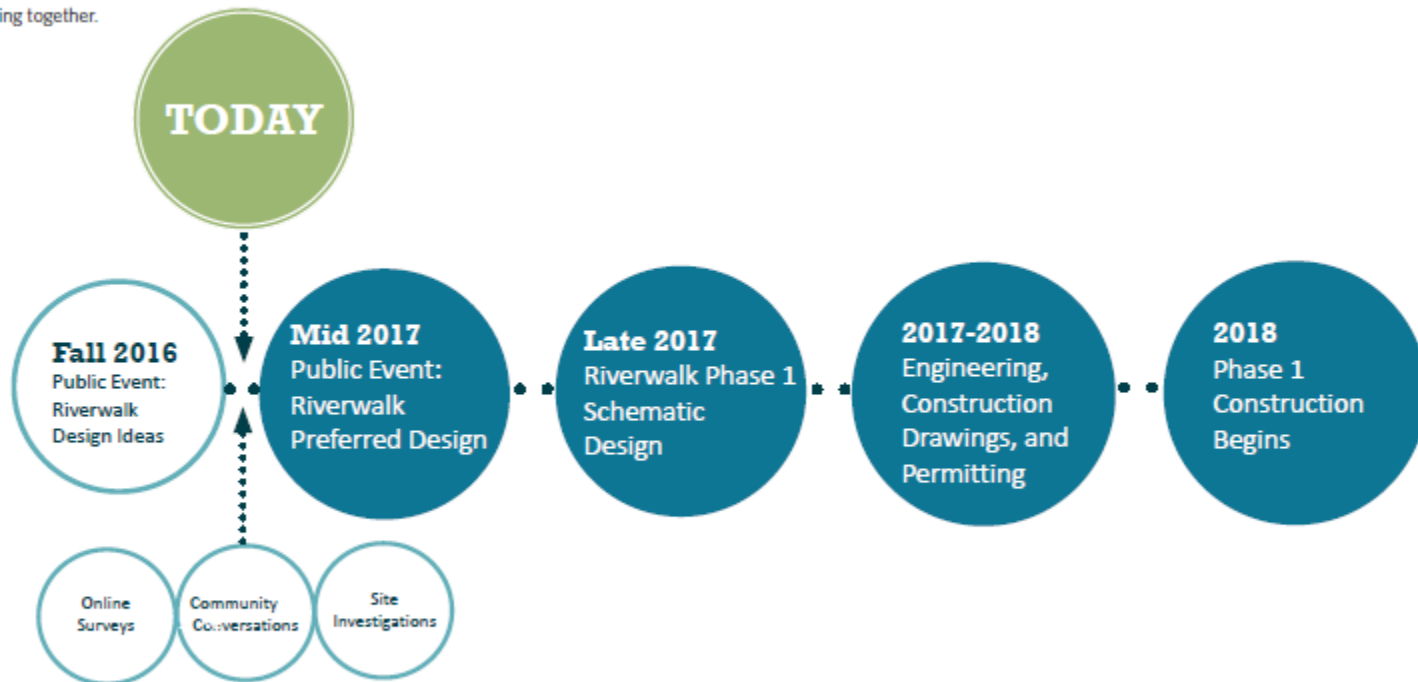 ing together.
TODAY
Fall 2016
Public Event:
Riverwalk
Design Ideas
Mid 2017
Public Event:
Riverwalk
Preferred Design
Late 2017
Riverwalk Phase 1
Schematic
Design
2017-2018
Engineering,
Construction
Drawings, and
Permitting
2018
Phase 1
Construction
Begins
Online
Surveys
Community
Conversations
Site
Investigations